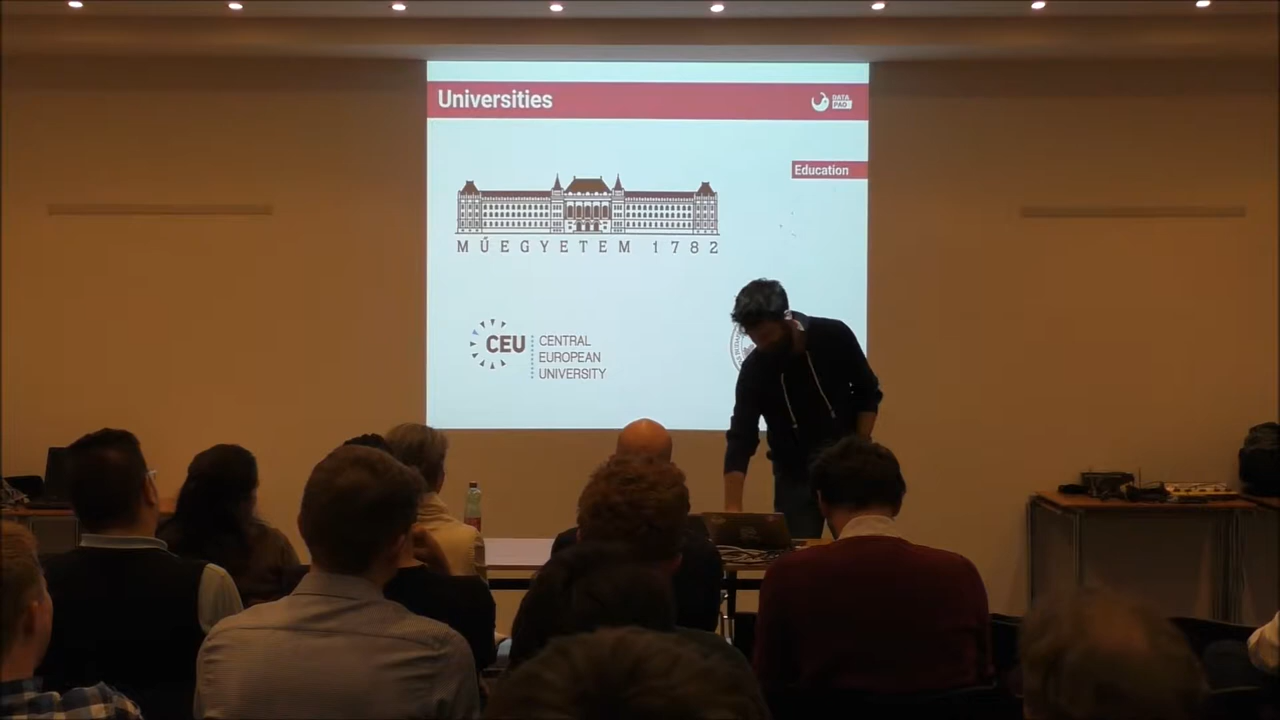 Universities
DATA
PAO
Education
MŰEGYETEM 1782
CEU
CENTRAL
EUROPEAN
UNIVERSITY